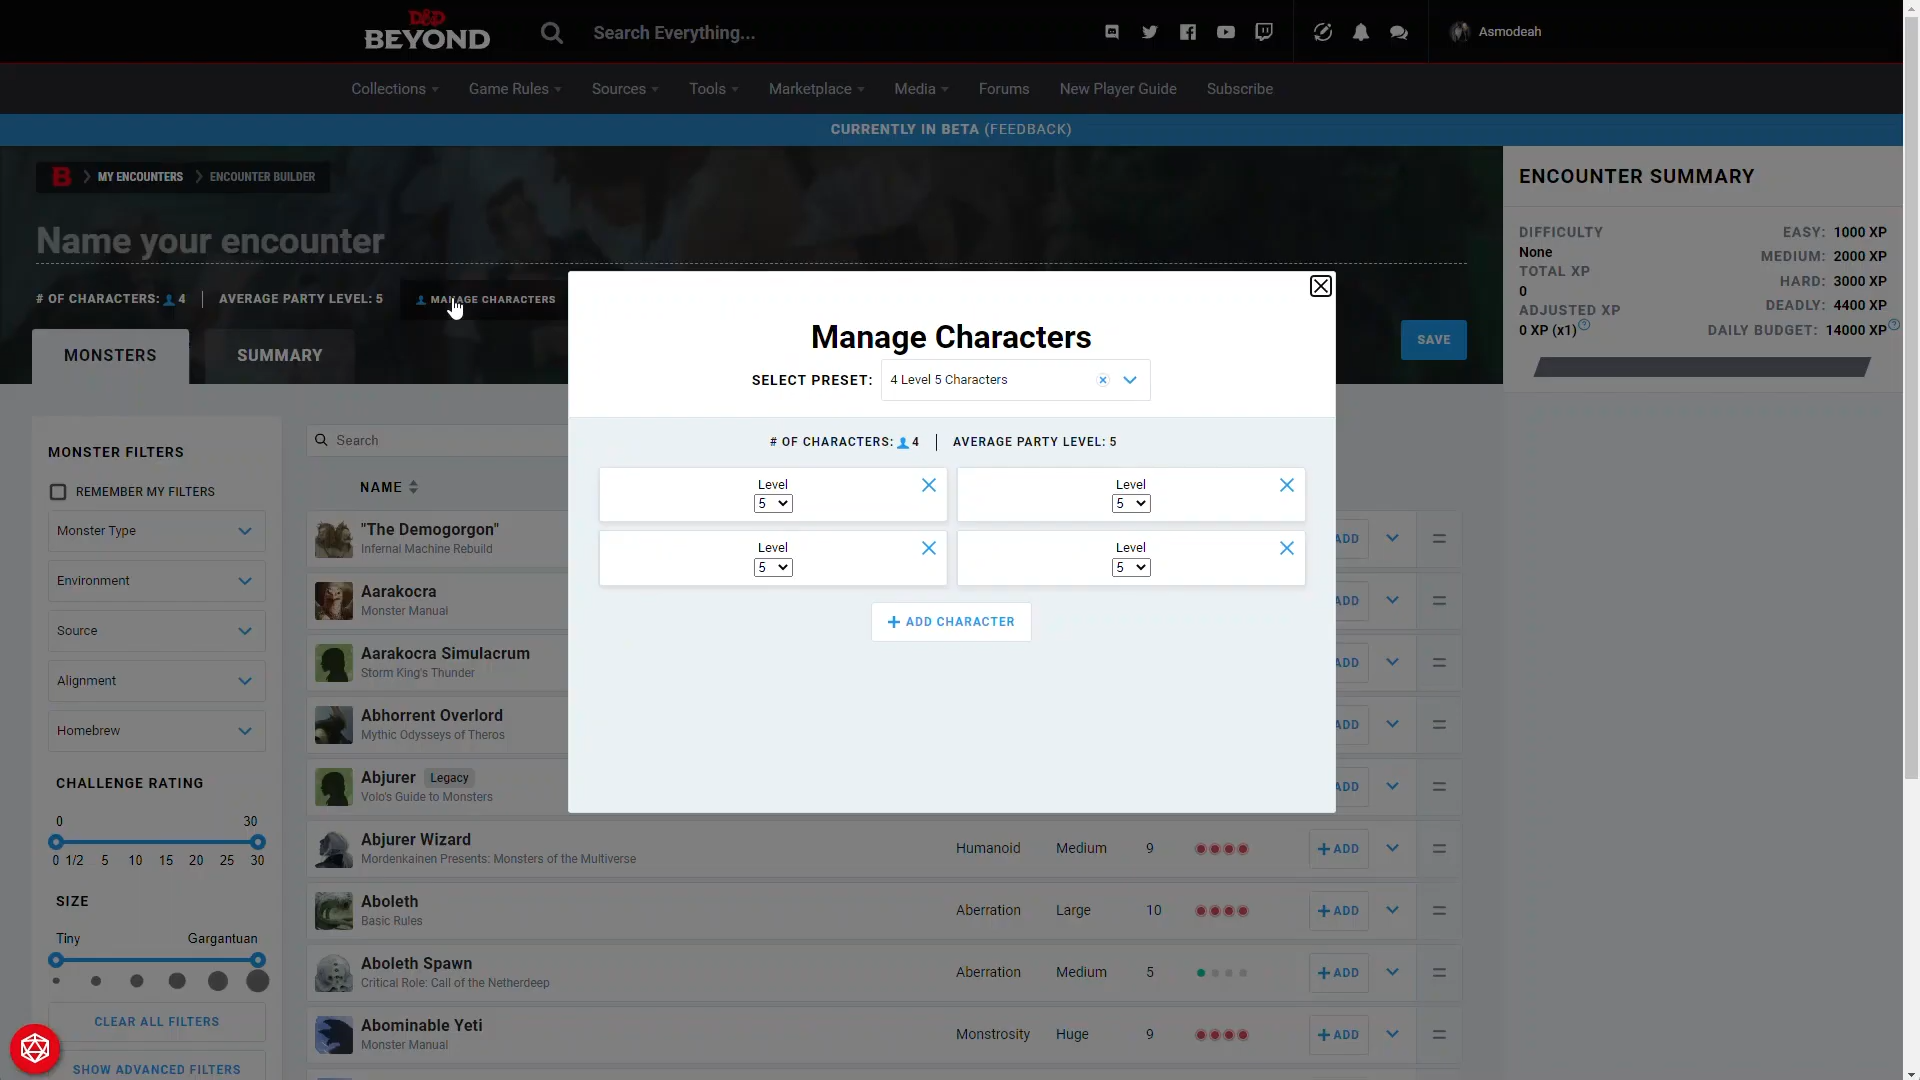 D&D
BEYOND
Search Everything...
Asmodeah
Collections
Game Rules
Sources
Tools
Marketplace
Media
Forums
New Player Guide
Subscribe
CURRENTLY IN BETA (FEEDBACK)
B
MY ENCOUNTERS
ENCOUNTER BUILDER
Name your encounter
# OF CHARACTERS: 4
AVERAGE PARTY LEVEL: 5
MANAGE CHARACTERS
MONSTERS
SUMMARY
SAVE
ENCOUNTER SUMMARY
DIFFICULTY
None
TOTAL XP
0
ADJUSTED XP
0 XP (x1)
EASY: 1000 XP
MEDIUM: 2000 XP
HARD: 3000 XP
DEADLY: 4400 XP
DAILY BUDGET: 14000 XP
Manage Characters
SELECT PRESET: 4 Level 5 Characters
# OF CHARACTERS: 4
AVERAGE PARTY LEVEL: 5
Level
5
Level
5
Level
5
Level
5
+ ADD CHARACTER
MONSTER FILTERS
REMEMBER MY FILTERS
Monster Type
Environment
Source
Alignment
Homebrew
CHALLENGE RATING
0 30
0 1/2 5 10 15 20 25 30
SIZE
Tiny Gargantuan
CLEAR ALL FILTERS
SHOW ADVANCED FILTERS
Search
NAME
"The Demogorgon"
Infernal Machine Rebuild
ADD
Aarakocra
Monster Manual
ADD
Aarakocra Simulacrum
Storm King's Thunder
ADD
Abhorrent Overlord
Mythic Odysseys of Theros
ADD
Abjurer Legacy
Volo's Guide to Monsters
ADD
Abjurer Wizard
Mordenkainen Presents: Monsters of the Multiverse
Humanoid Medium 9
+ ADD
Aboleth
Basic Rules
Aberration Large 10
+ ADD
Aboleth Spawn
Critical Role: Call of the Netherdeep
Aberration Medium 5
+ ADD
Abominable Yeti
Monster Manual
Monstrosity Huge 9
+ ADD